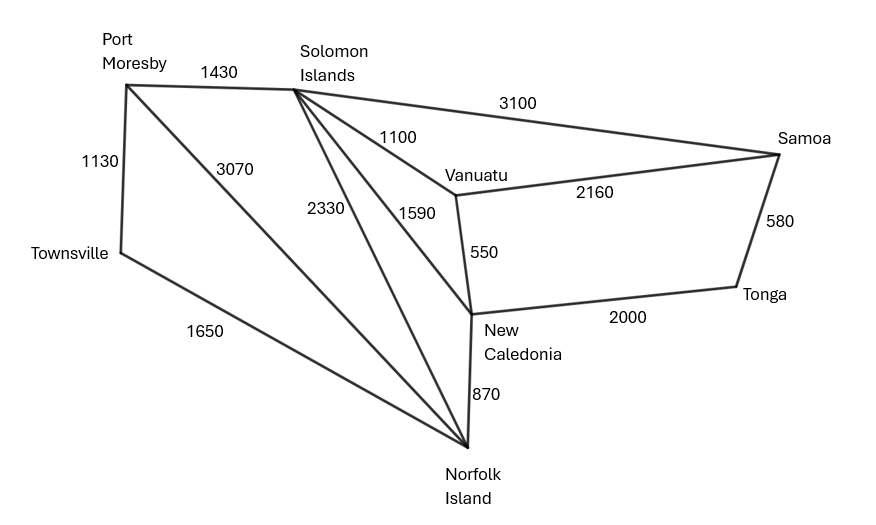 Port
Moresby
Solomon
Islands
1430
3100
Samoa
1100
1130
3070
Vanuatu
2160
2330
1590
580
Townsville
550
Tonga
2000
1650
New
Caledonia
870
Norfolk
Island